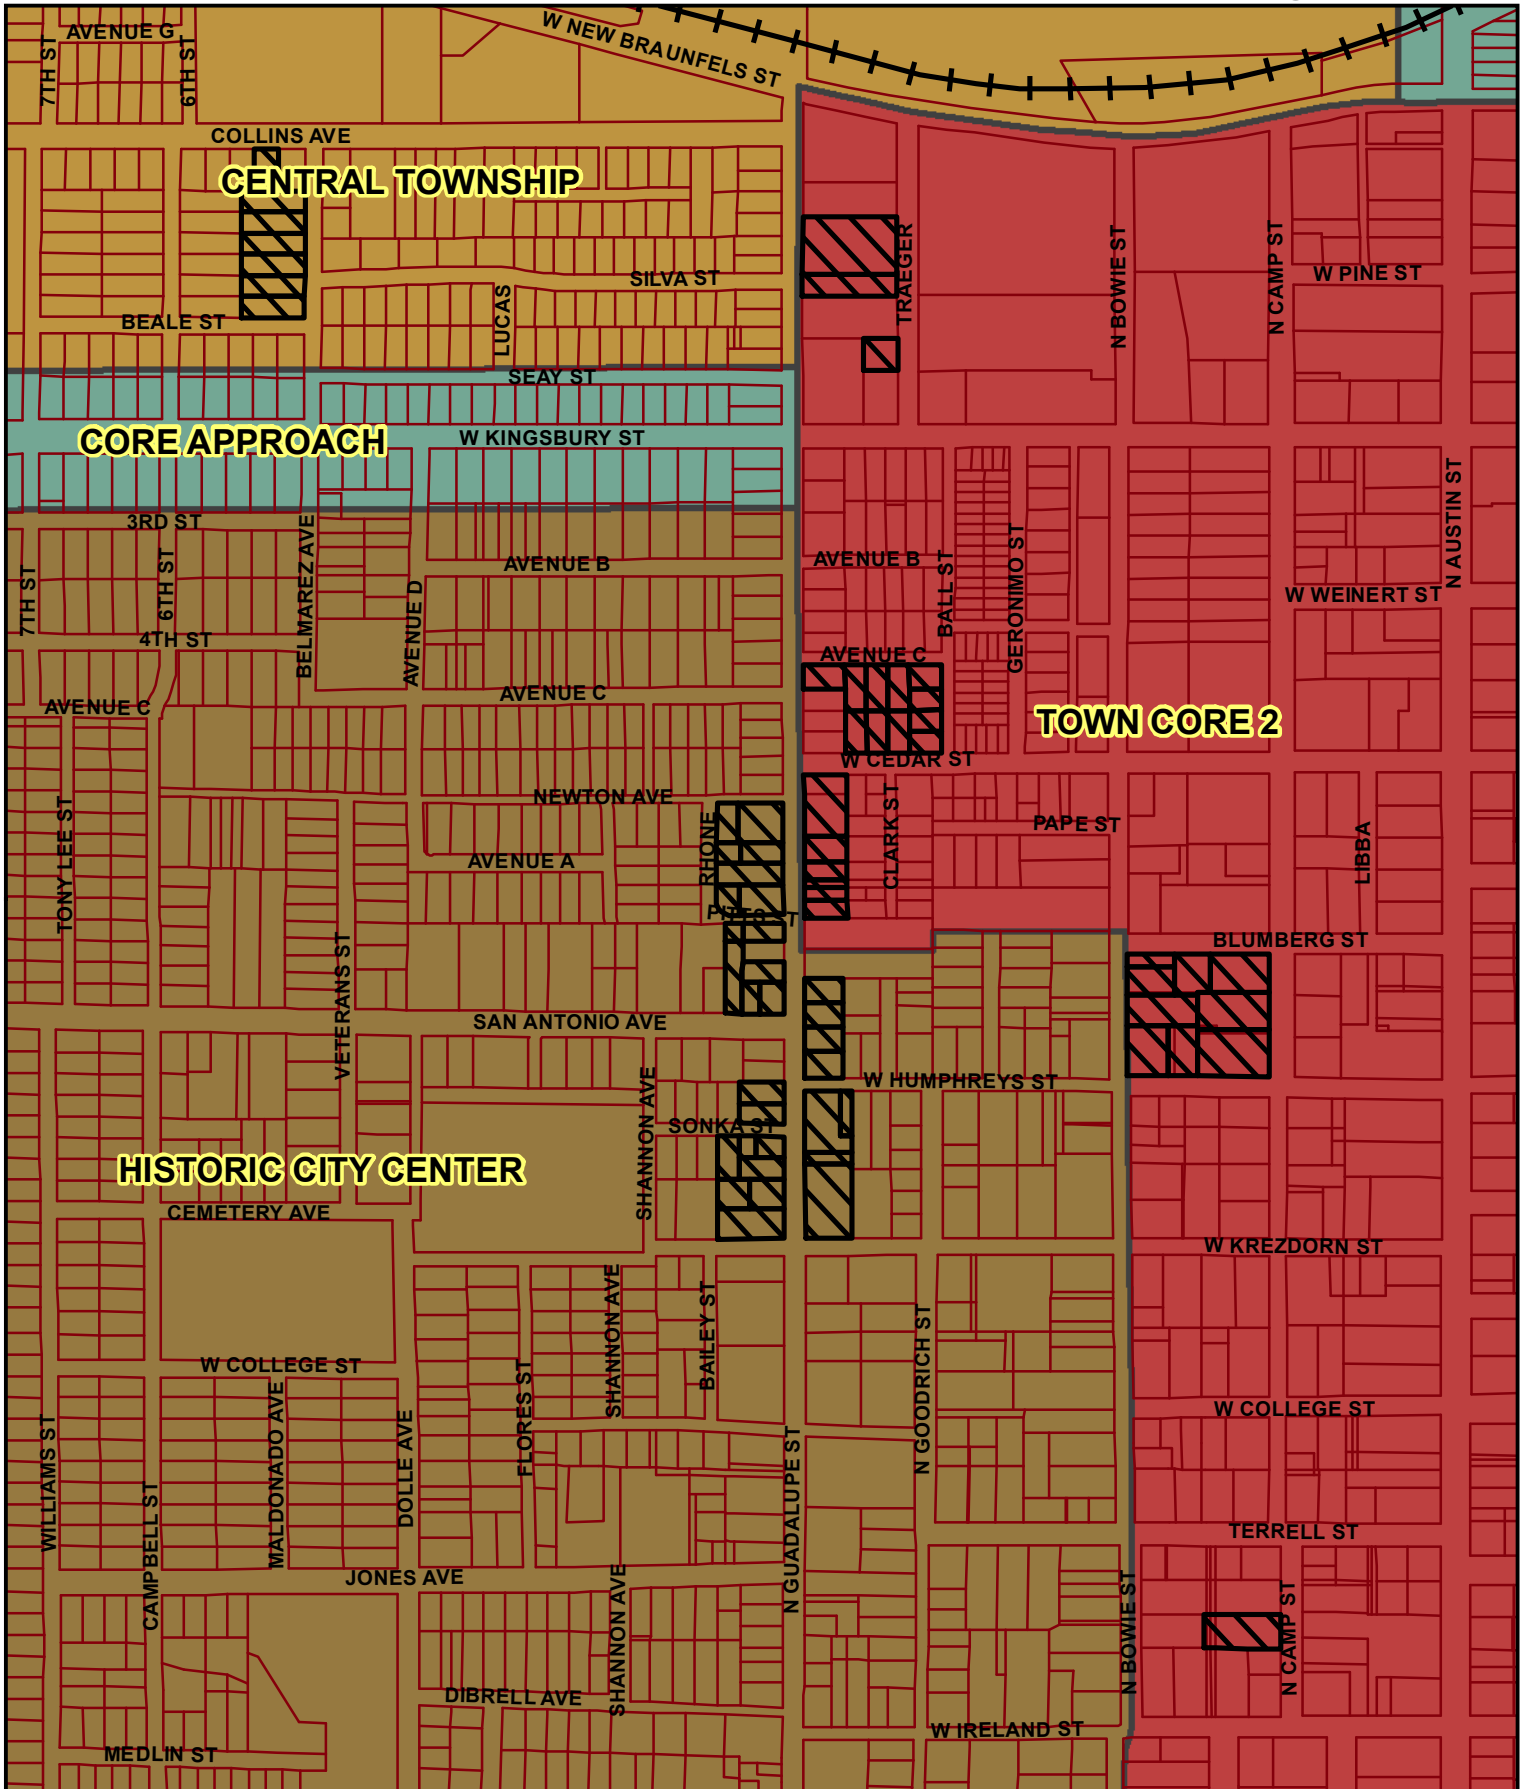 AVENUE G
W NEW BRAUNFELS ST
7TH ST
6TH ST
COLLINS AVE
CENTRAL TOWNSHIP
TRAEGER
N BOWIE ST
N CAMP ST
W PINE ST
SILVA ST
LUCAS
BEALE ST
SEAY ST
CORE APPROACH
W KINGSBURY ST
N AUSTIN ST
3RD ST
BELMAREZ AVE
7TH ST
6TH ST
AVENUE B
AVENUE B
BALL ST
GERONIMO ST
W WEINERT ST
AVENUE D
4TH ST
AVENUE C
AVENUE C
AVENUE C
TOWN CORE 2
W CEDAR ST
NEWTON AVE
TONY LEE ST
RHONE
CLARK ST
PAPE ST
LIBBA
AVENUE A
PITTS ST
BLUMBERG ST
VETERANS ST
SAN ANTONIO AVE
W HUMPHREYS ST
SHANNON AVE
SONKA ST
HISTORIC CITY CENTER
CEMETERY AVE
W KREZDORN ST
SHANNON AVE
BAILEY ST
N GOODRICH ST
W COLLEGE ST
FLORES ST
MALDONADO AVE
W COLLEGE ST
WILLIAMS ST
DOLLE AVE
N GUADALUPE ST
CAMPBELL ST
TERRELL ST
JONES AVE
SHANNON AVE
N BOWIE ST
N CAMP ST
DIBRELL AVE
W IRELAND ST
MEDLIN ST